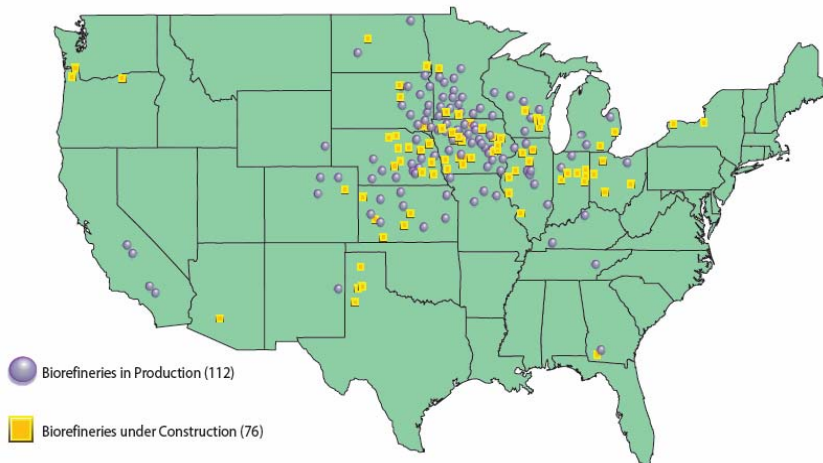 Biorefineries in Production (112)
Biorefineries under Construction (76)